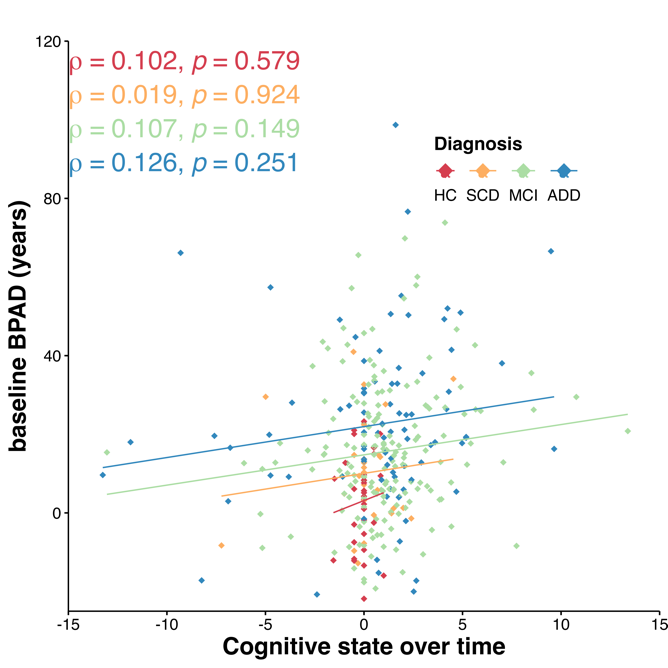 120
ρ = 0.102, p = 0.579
ρ = 0.019, p = 0.924
ρ = 0.107, p = 0.149
ρ = 0.126, p = 0.251
Diagnosis
HC SCD MCI ADD
80
40
0
baseline BPAD (years)
-15 -10 -5 0 5 10 15
Cognitive state over time